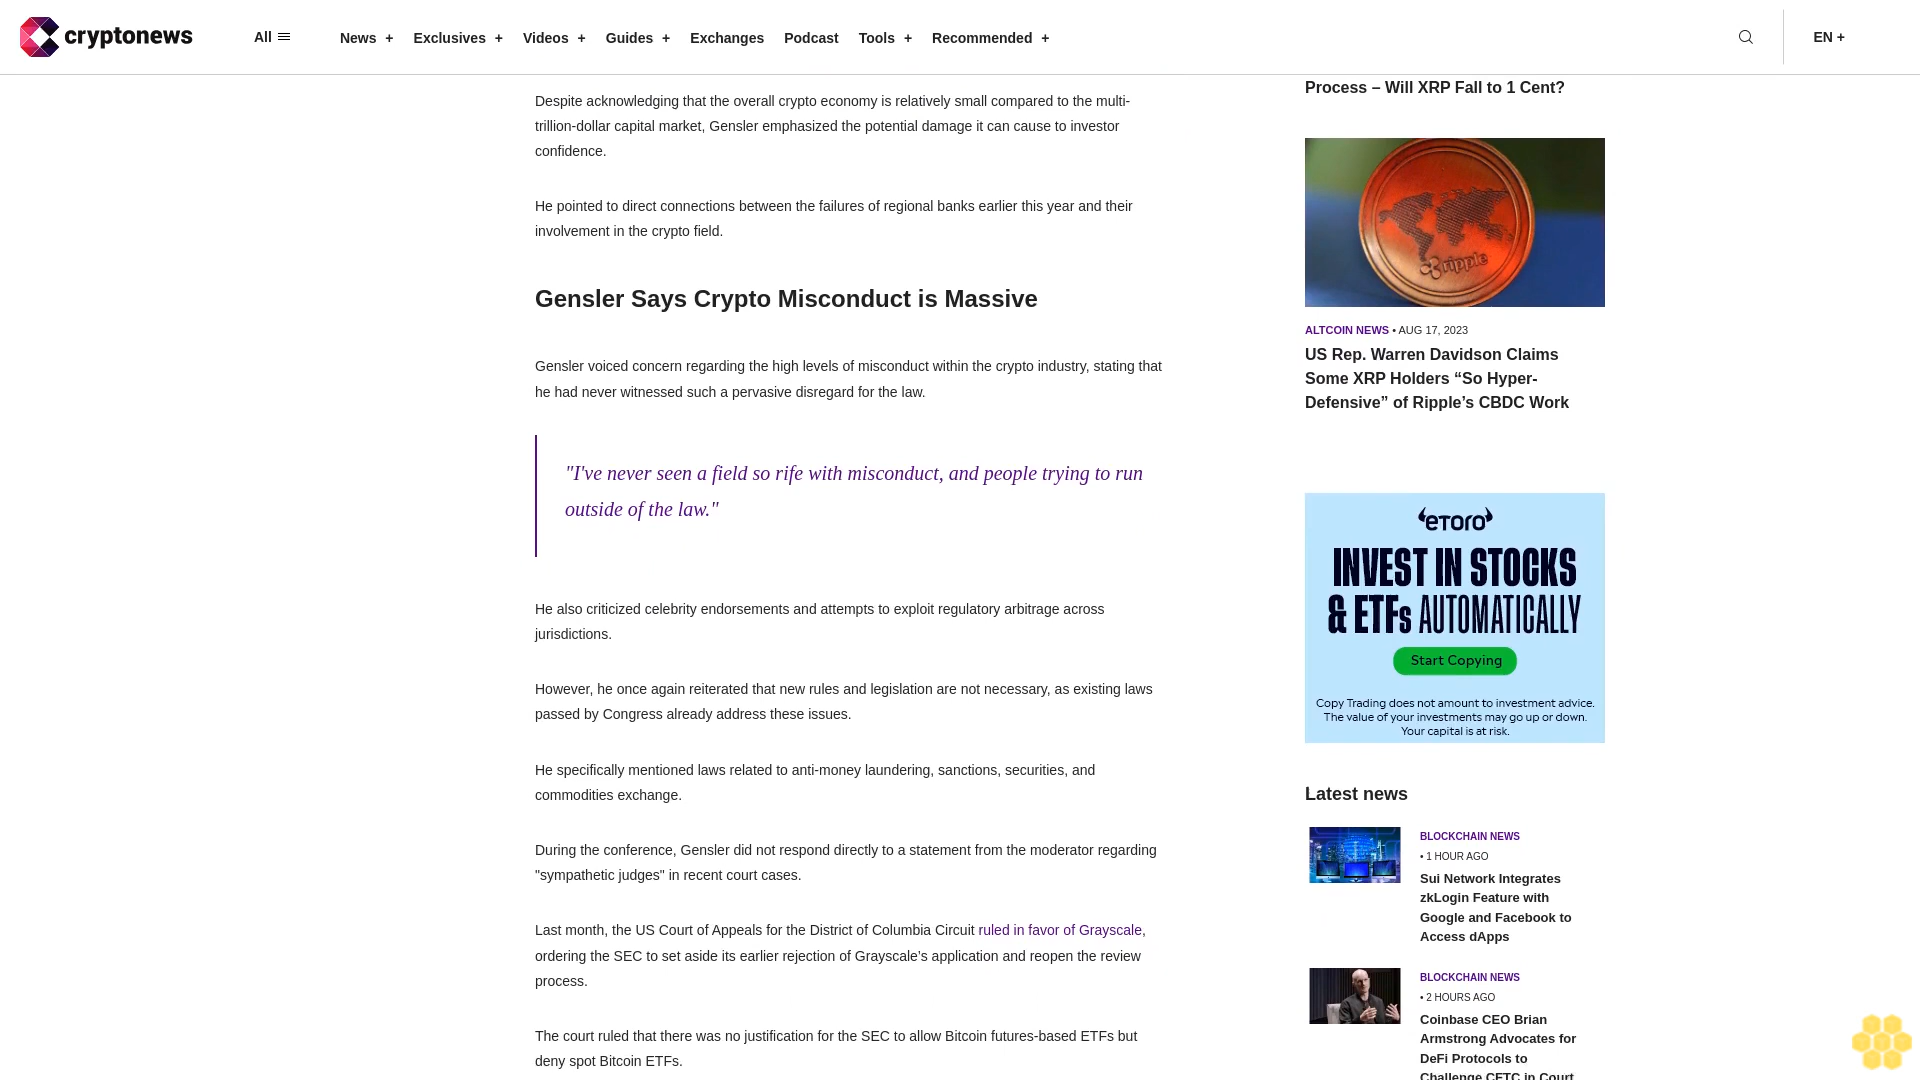 cryptonews
All
News +
Exclusives +
Videos +
Guides +
Exchanges
Podcast
Tools +
Recommended +
EN +
Despite acknowledging that the overall crypto economy is relatively small compared to the multi-
trillion-dollar capital market, Gensler emphasized the potential damage it can cause to investor
confidence.
He pointed to direct connections between the failures of regional banks earlier this year and their
involvement in the crypto field.
Gensler Says Crypto Misconduct is Massive
Gensler voiced concern regarding the high levels of misconduct within the crypto industry, stating that
he had never witnessed such a pervasive disregard for the law.
"I've never seen a field so rife with misconduct, and people trying to run
outside of the law."
He also criticized celebrity endorsements and attempts to exploit regulatory arbitrage across
jurisdictions.
However, he once again reiterated that new rules and legislation are not necessary, as existing laws
passed by Congress already address these issues.
He specifically mentioned laws related to anti-money laundering, sanctions, securities, and
commodities exchange.
During the conference, Gensler did not respond directly to a statement from the moderator regarding
"sympathetic judges" in recent court cases.
Last month, the US Court of Appeals for the District of Columbia Circuit ruled in favor of Grayscale,
ordering the SEC to set aside its earlier rejection of Grayscale’s application and reopen the review
process.
The court ruled that there was no justification for the SEC to allow Bitcoin futures-based ETFs but
deny spot Bitcoin ETFs.
Process – Will XRP Fall to 1 Cent?
ripple
ALTCOIN NEWS • AUG 17, 2023
US Rep. Warren Davidson Claims
Some XRP Holders “So Hyper-
Defensive” of Ripple’s CBDC Work
eToro
INVEST IN STOCKS
& ETFs AUTOMATICALLY
Start Copying
Copy Trading does not amount to investment advice.
The value of your investments may go up or down.
Your capital is at risk.
Latest news
BLOCKCHAIN NEWS
• 1 HOUR AGO
Sui Network Integrates
zkLogin Feature with
Google and Facebook to
Access dApps
BLOCKCHAIN NEWS
• 2 HOURS AGO
Coinbase CEO Brian
Armstrong Advocates for
DeFi Protocols to
Challenge CFTC in Court